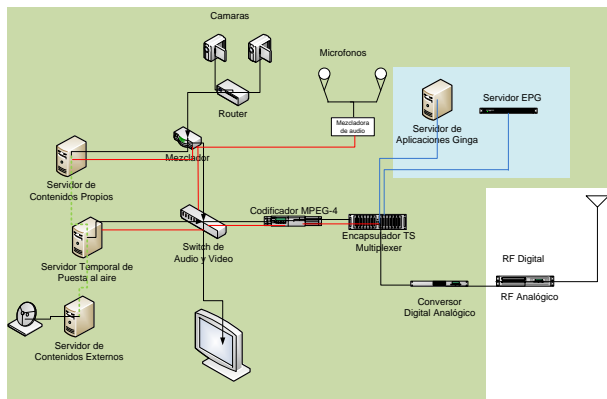 Camaras
Microfonos
Router
Mezcladora
de audio
Servidor de
Aplicaciones Ginga
Servidor EPG
Mezclador
Servidor de
Contenidos Propios
Codificador MPEG-4
Encapsulador TS
Multiplexer
Switch de
Audio y Video
Servidor Temporal de
Puesta al aire
RF Digital
RF Analógico
Conversor
Digital Analógico
Servidor de
Contenidos Externos